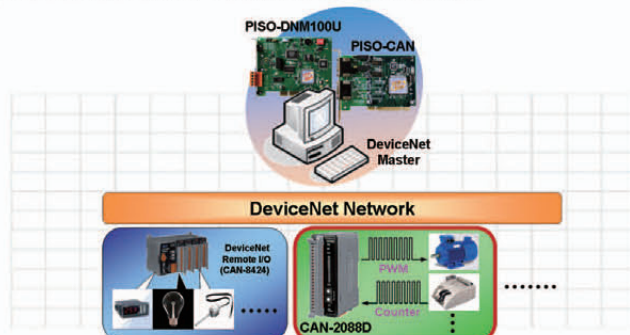 PISO-DNM100U
PISO-CAN
DeviceNet
Master
DeviceNet Network
DeviceNet
Remote I/O
(CAN-8424)
PWM
Counter
CAN-2088D